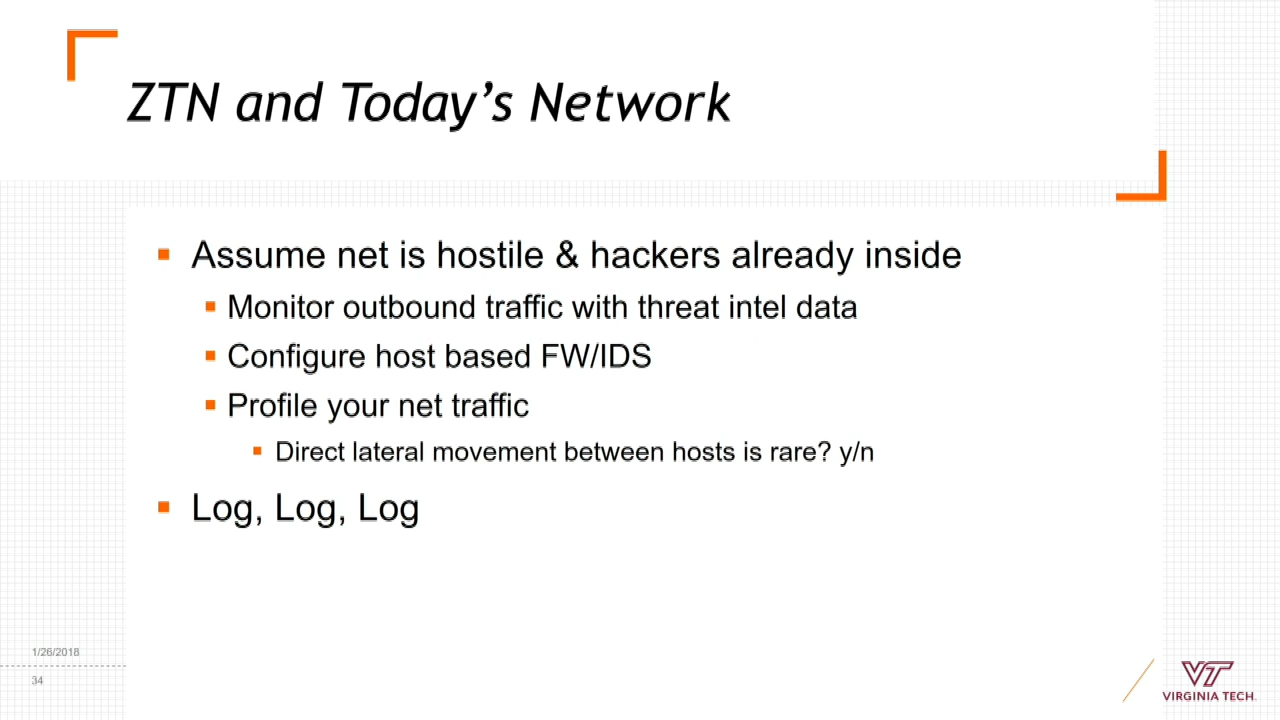 ZTN and Today's Network
Assume net is hostile & hackers already inside
Monitor outbound traffic with threat intel data
Configure host based FW/IDS
Profile your net traffic
Direct lateral movement between hosts is rare? y/n
Log, Log, Log
1/26/2018
34
VT
VIRGINIA TECH